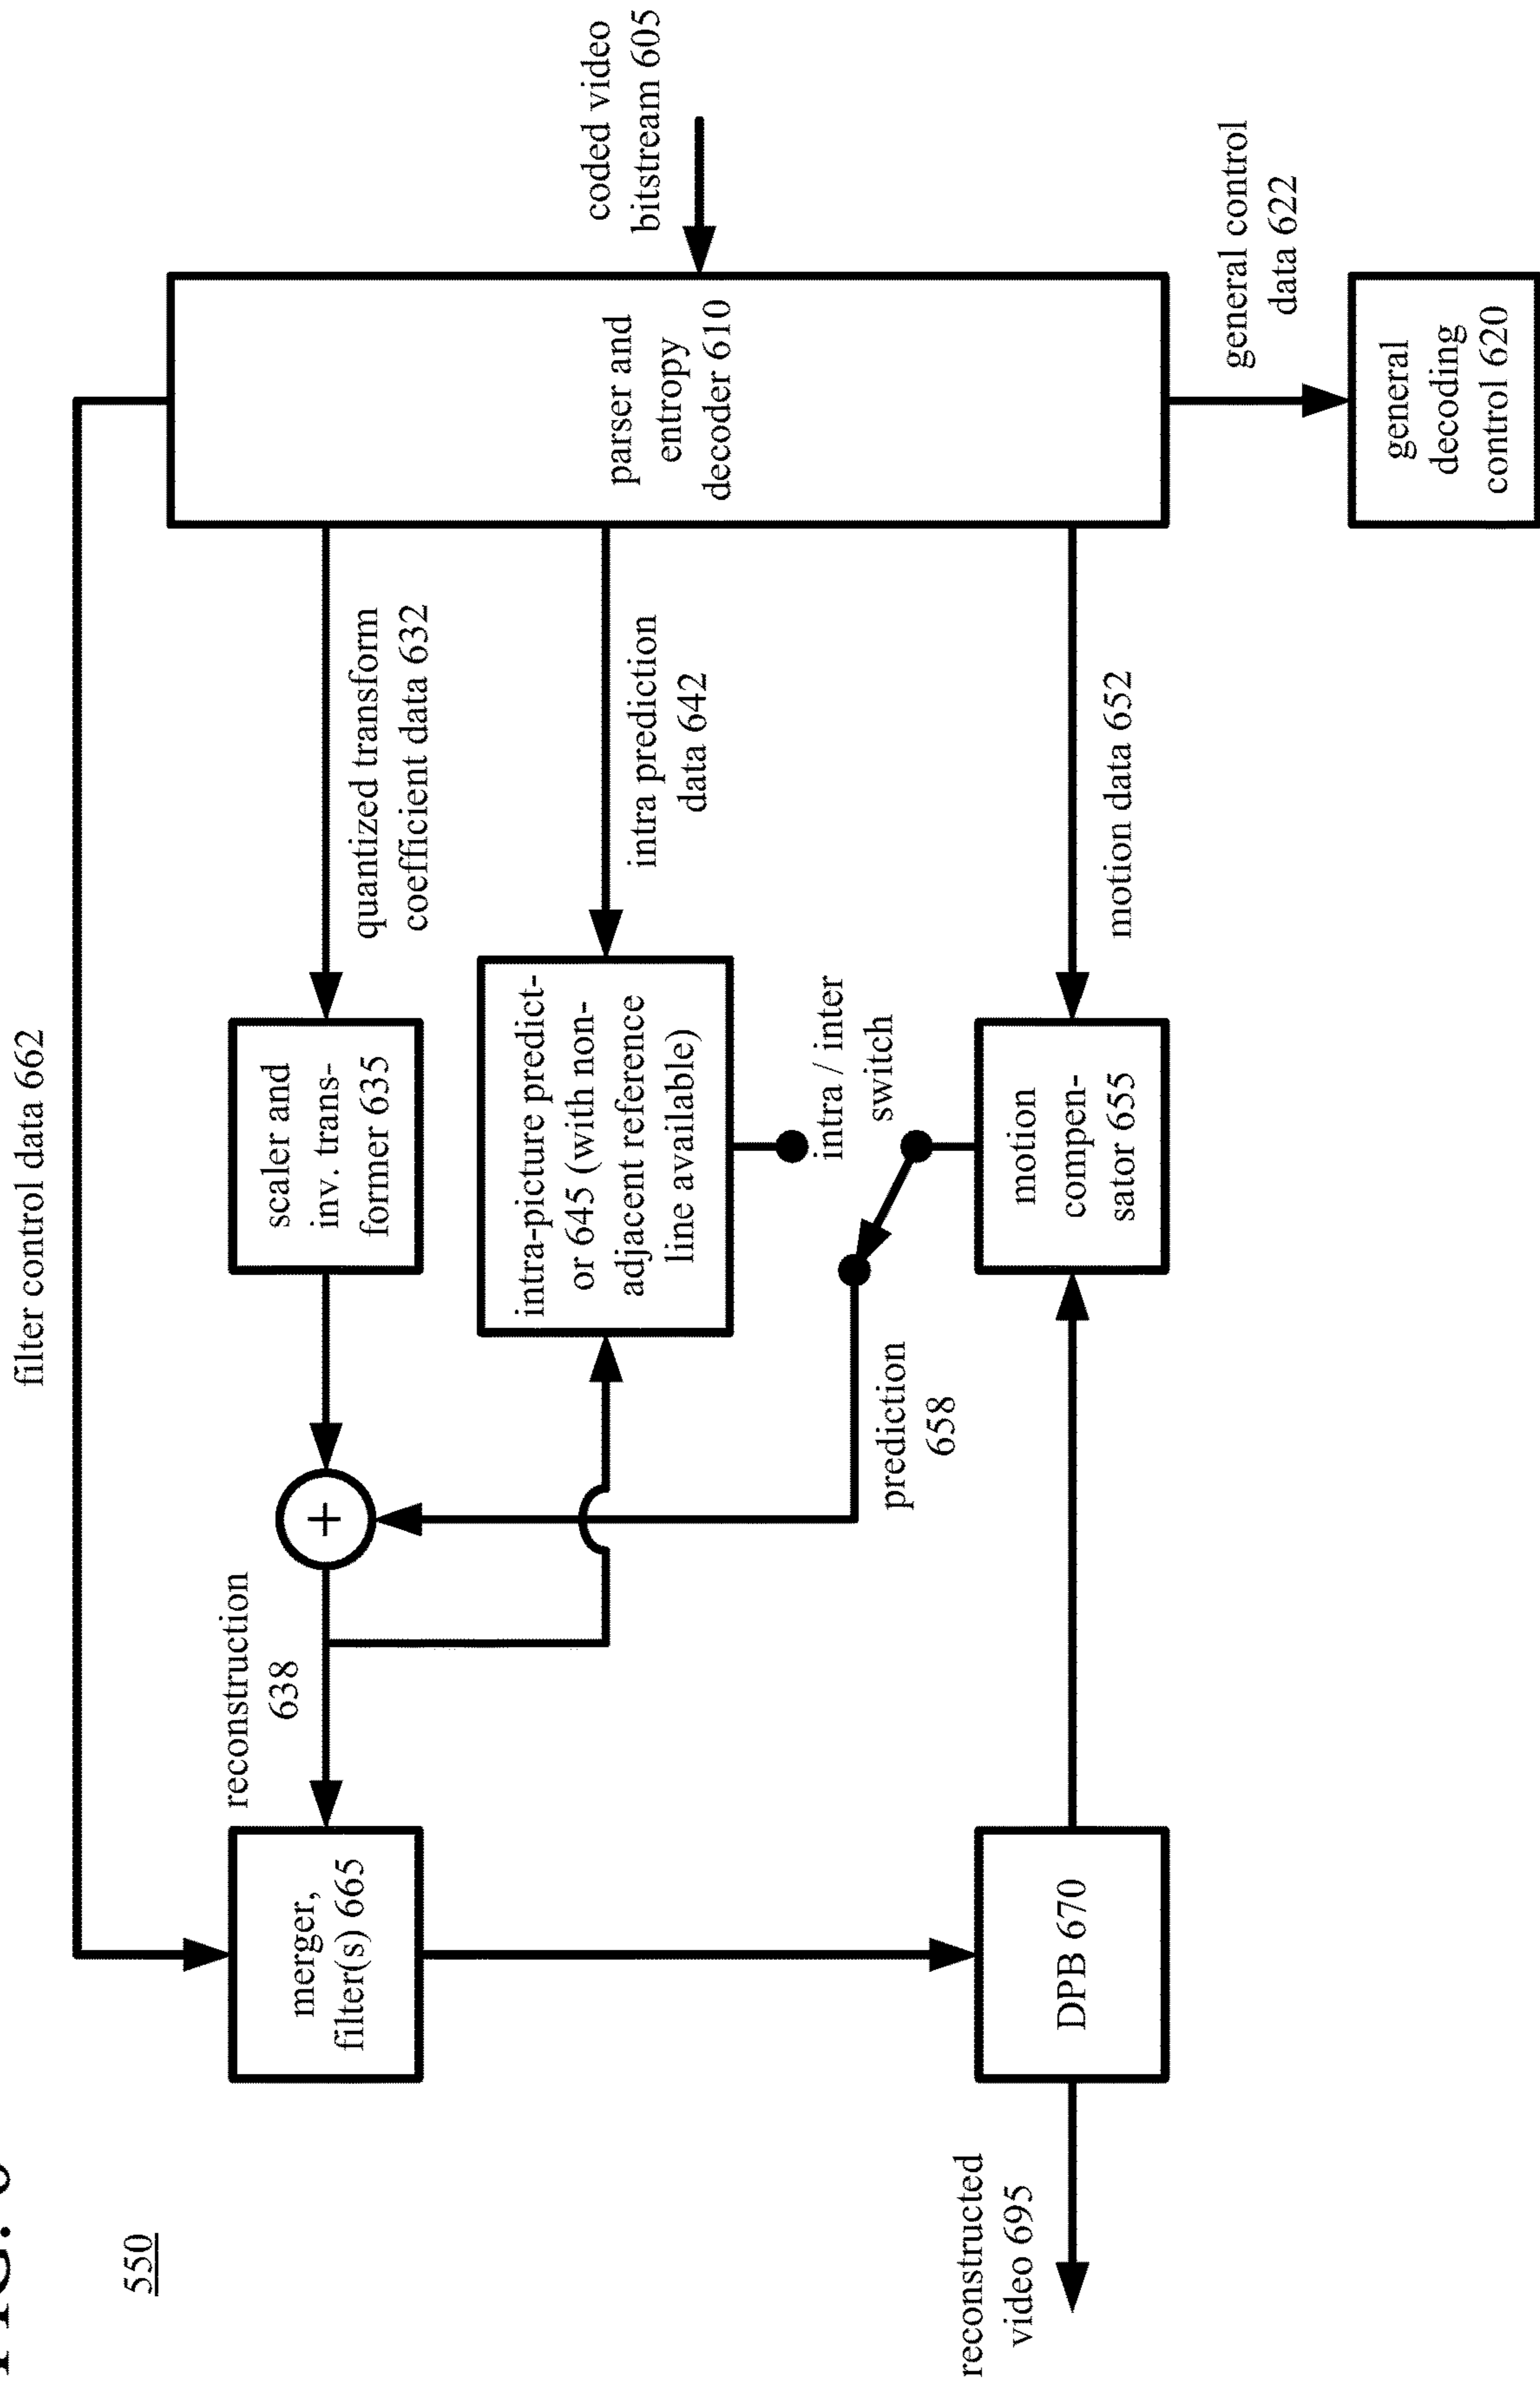 FIG. 6
550
filter control data 662
reconstruction
638
merger,
filter(s) 665
+
scaler and
inv. trans-
former 635
quantized transform
coefficient data 632
intra-picture predict-
or 645 (with non-
adjacent reference
line available)
intra prediction
data 642
parser and
entropy
decoder 610
coded video
bitstream 605
intra / inter
switch
prediction
658
reconstructed
video 695
DPB 670
motion
compen-
sator 655
motion data 652
general control
data 622
general
decoding
control 620